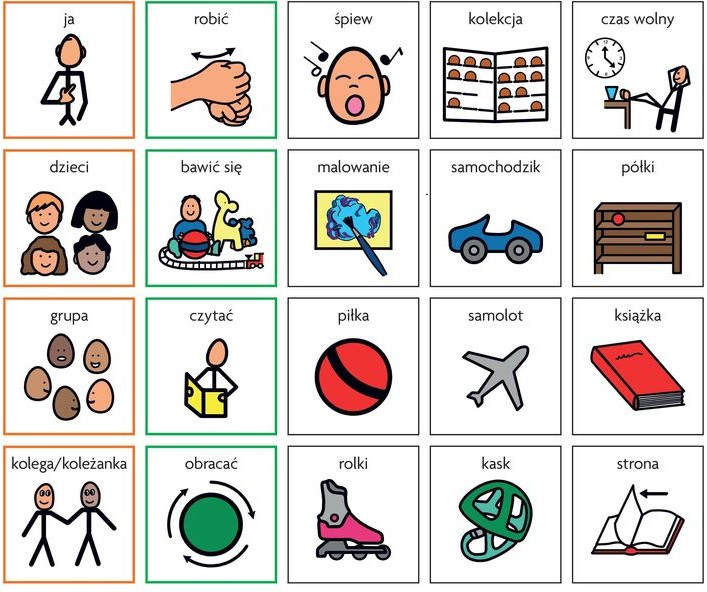 ja
robić
śpiew
kolekcja
czas wolny
dzieci
bawić się
malowanie
samochodzik
półki
grupa
czytać
piłka
samolot
książka
kolega/koleżanka
obracać
rolki
kask
strona